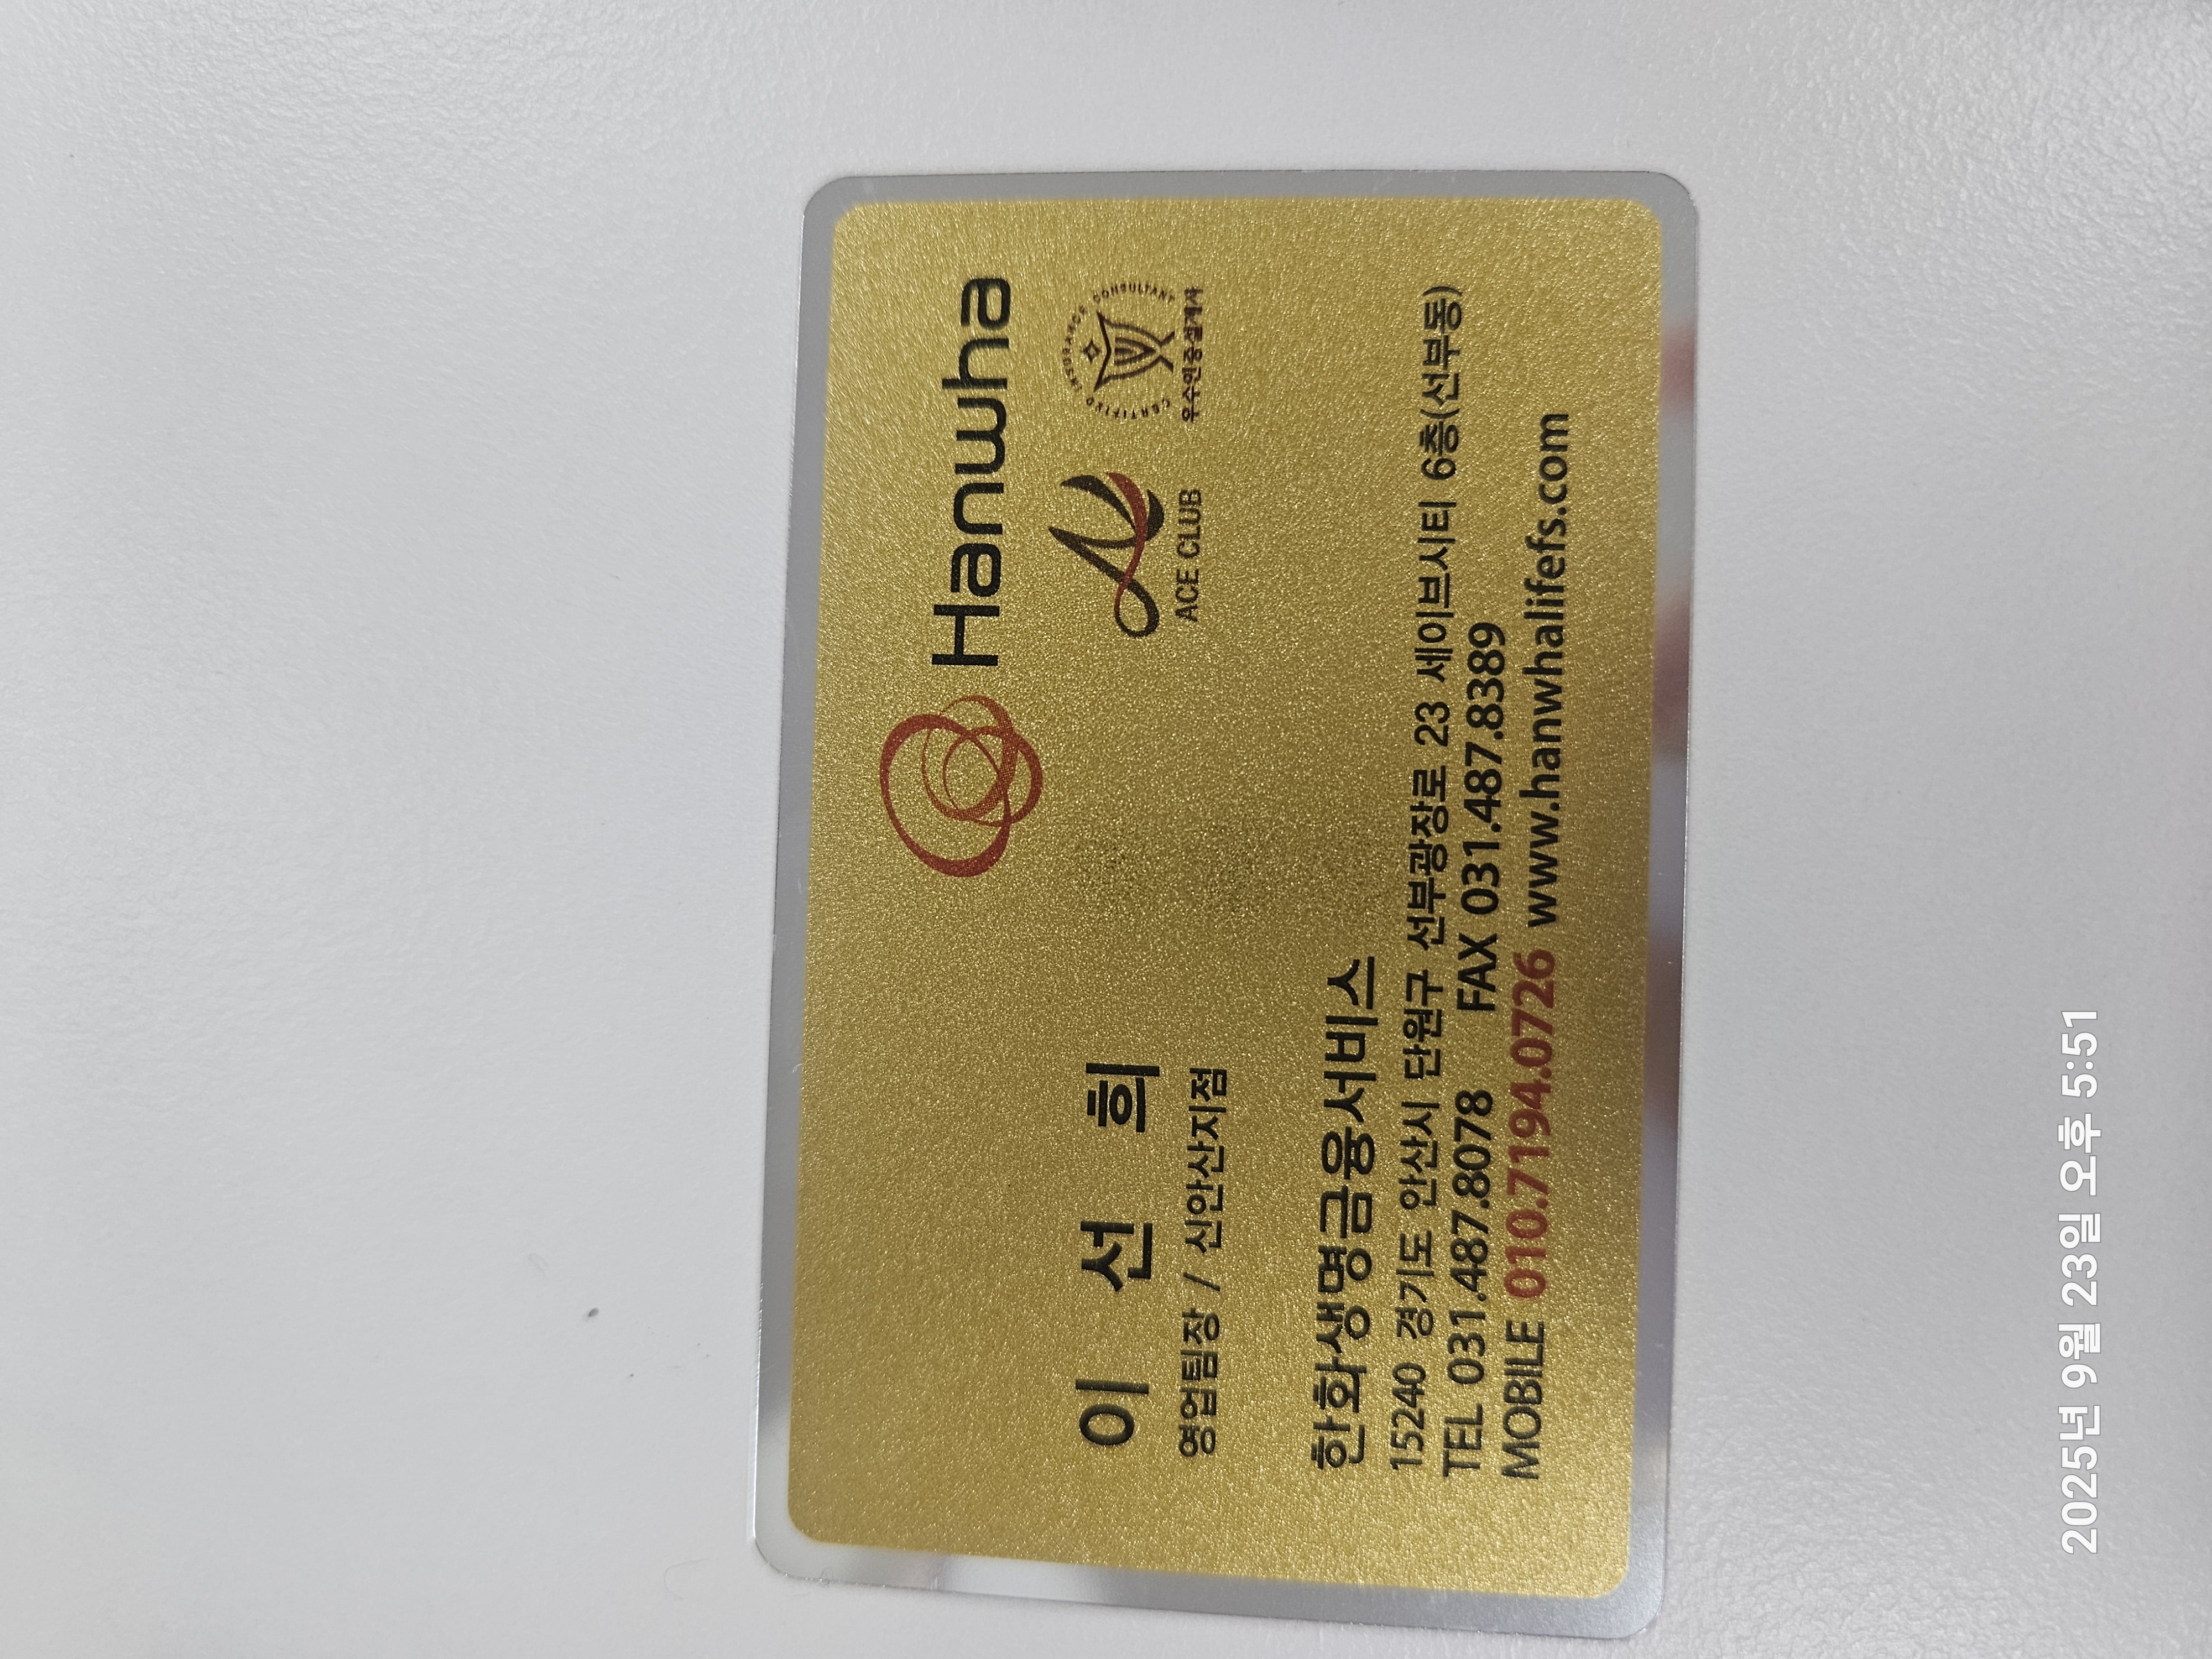 Hanwha
ACE CLUB
CERTIFIED INSURANCE CONSULTANT
우수인증설계사
이 선 희
영업팀장 / 신안산지점
한화생명금융서비스
15240 경기도 안산시 단원구 선부광장로 23 세이브시티 6층(선부동)
TEL 031.487.8078 FAX 031.487.8389
MOBILE 010.7194.0726 www.hanwhalifefs.com
2025년 9월 23일 오후 5:51